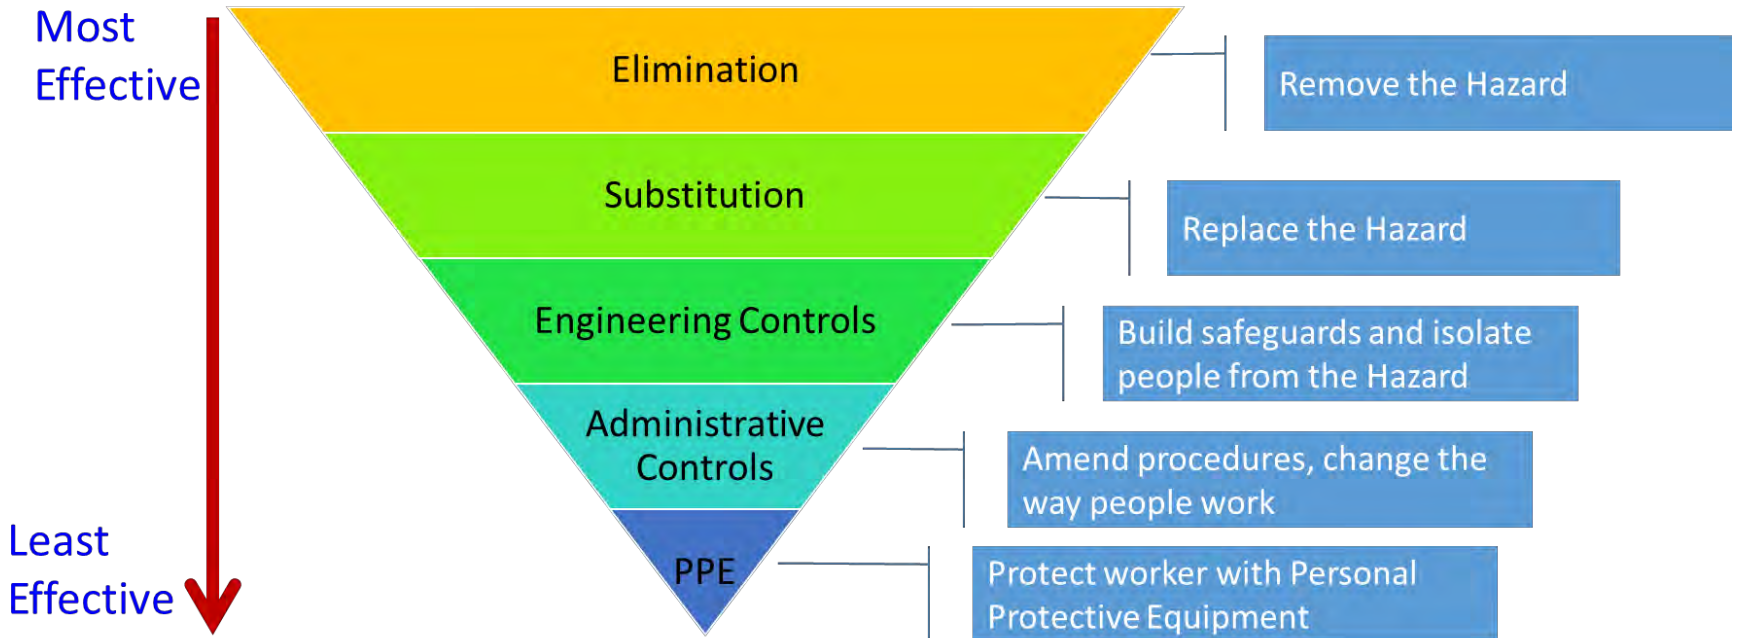 Most
Effective
Elimination
Remove the Hazard
Substitution
Replace the Hazard
Engineering Controls
Build safeguards and isolate
people from the Hazard
Administrative
Controls
Amend procedures, change the
way people work
Least
Effective
PPE
Protect worker with Personal
Protective Equipment